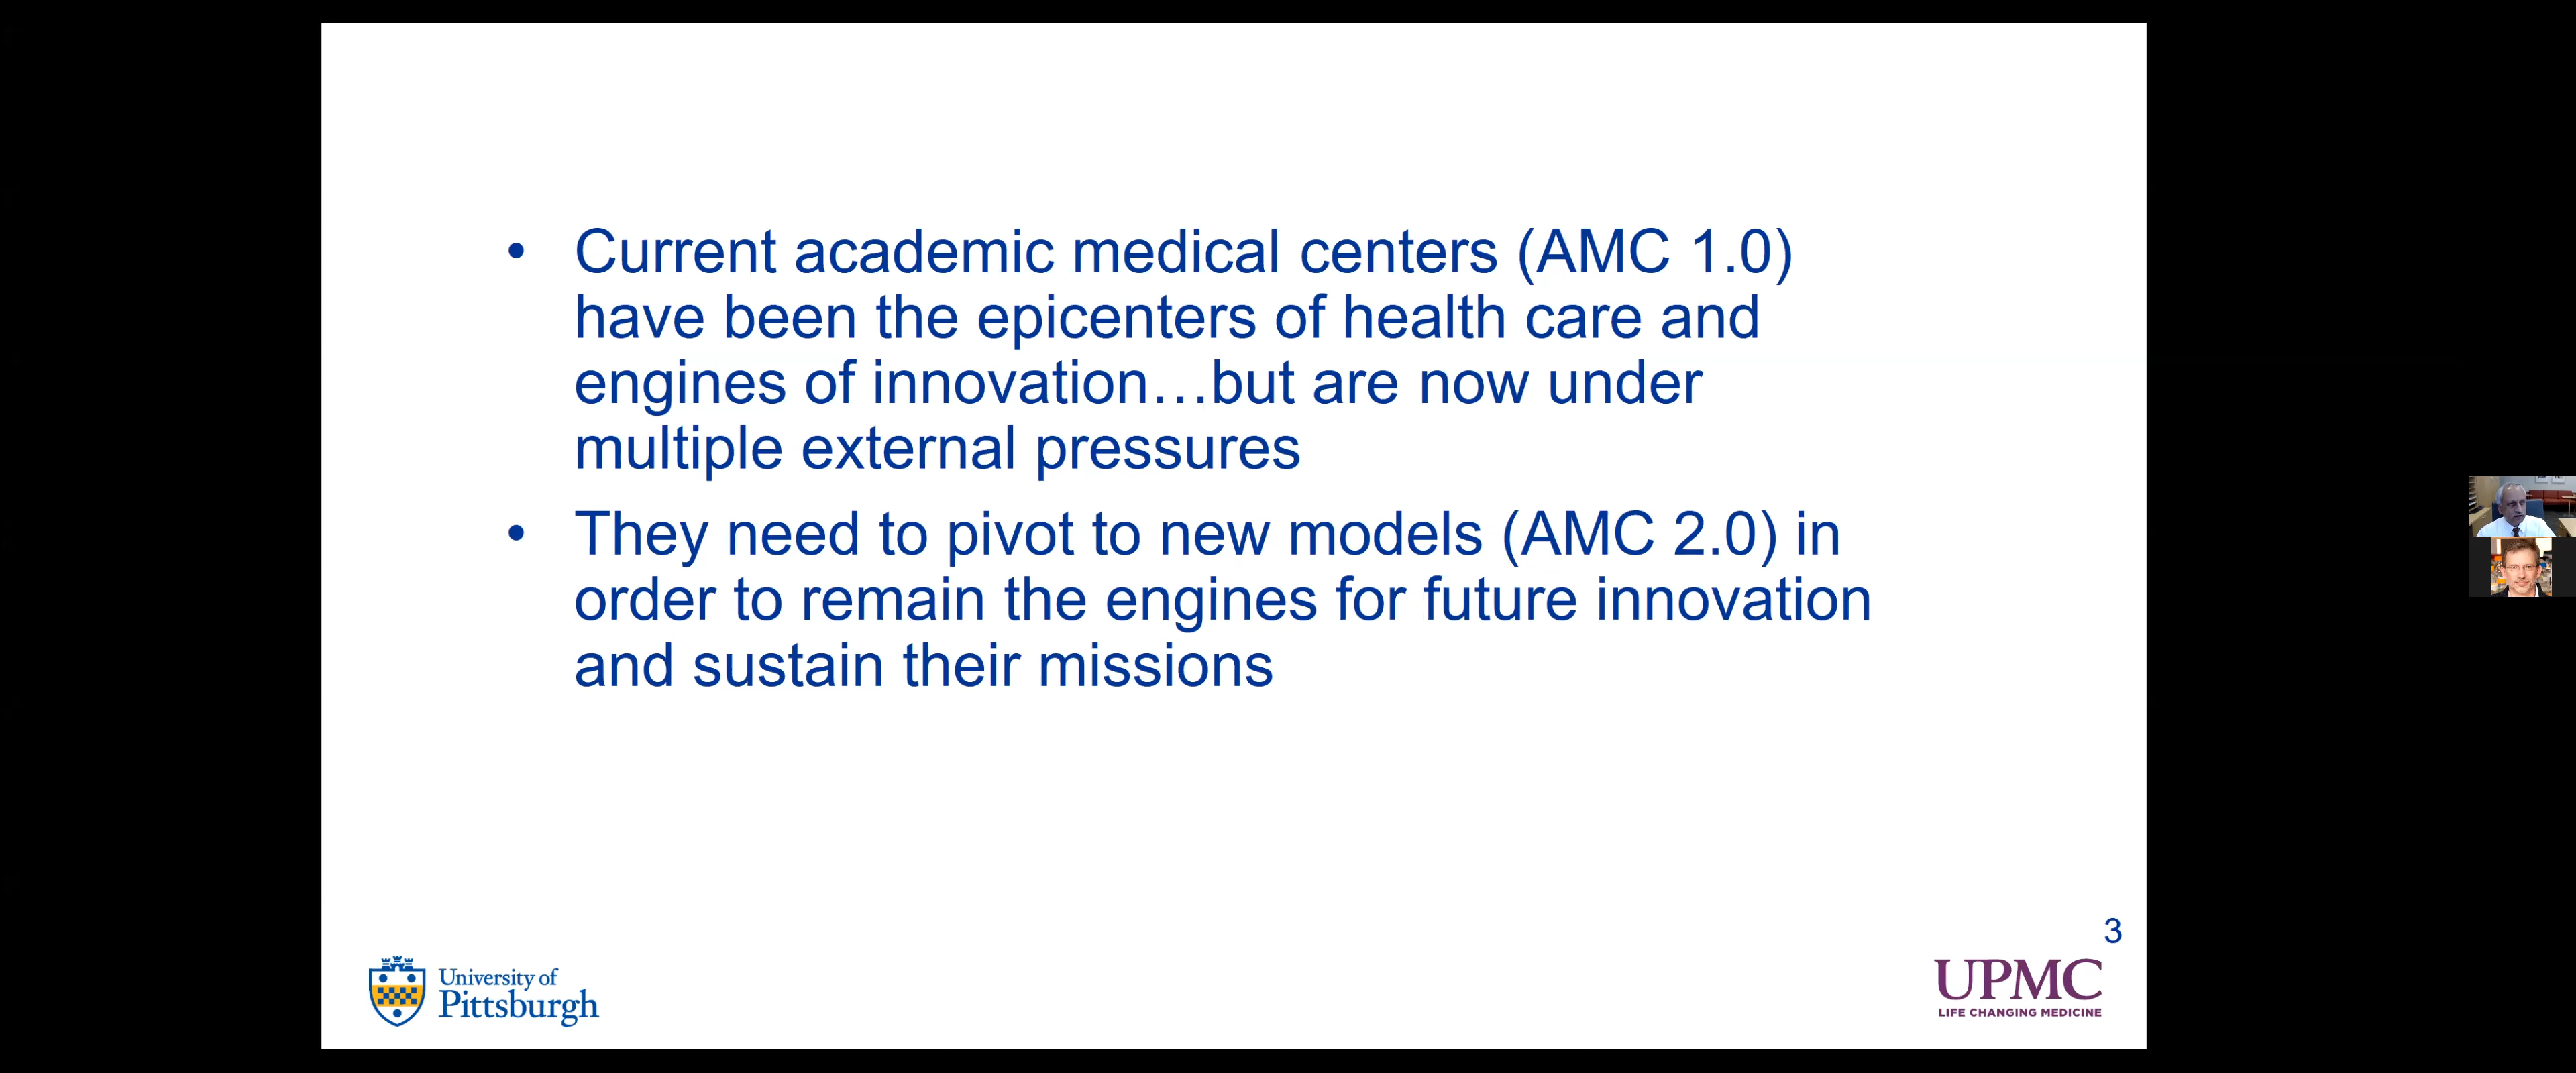 • Current academic medical centers (AMC 1.0)
have been the epicenters of health care and
engines of innovation…but are now under
multiple external pressures
• They need to pivot to new models (AMC 2.0) in
order to remain the engines for future innovation
and sustain their missions
3
University of
Pittsburgh
UPMC
LIFE CHANGING MEDICINE